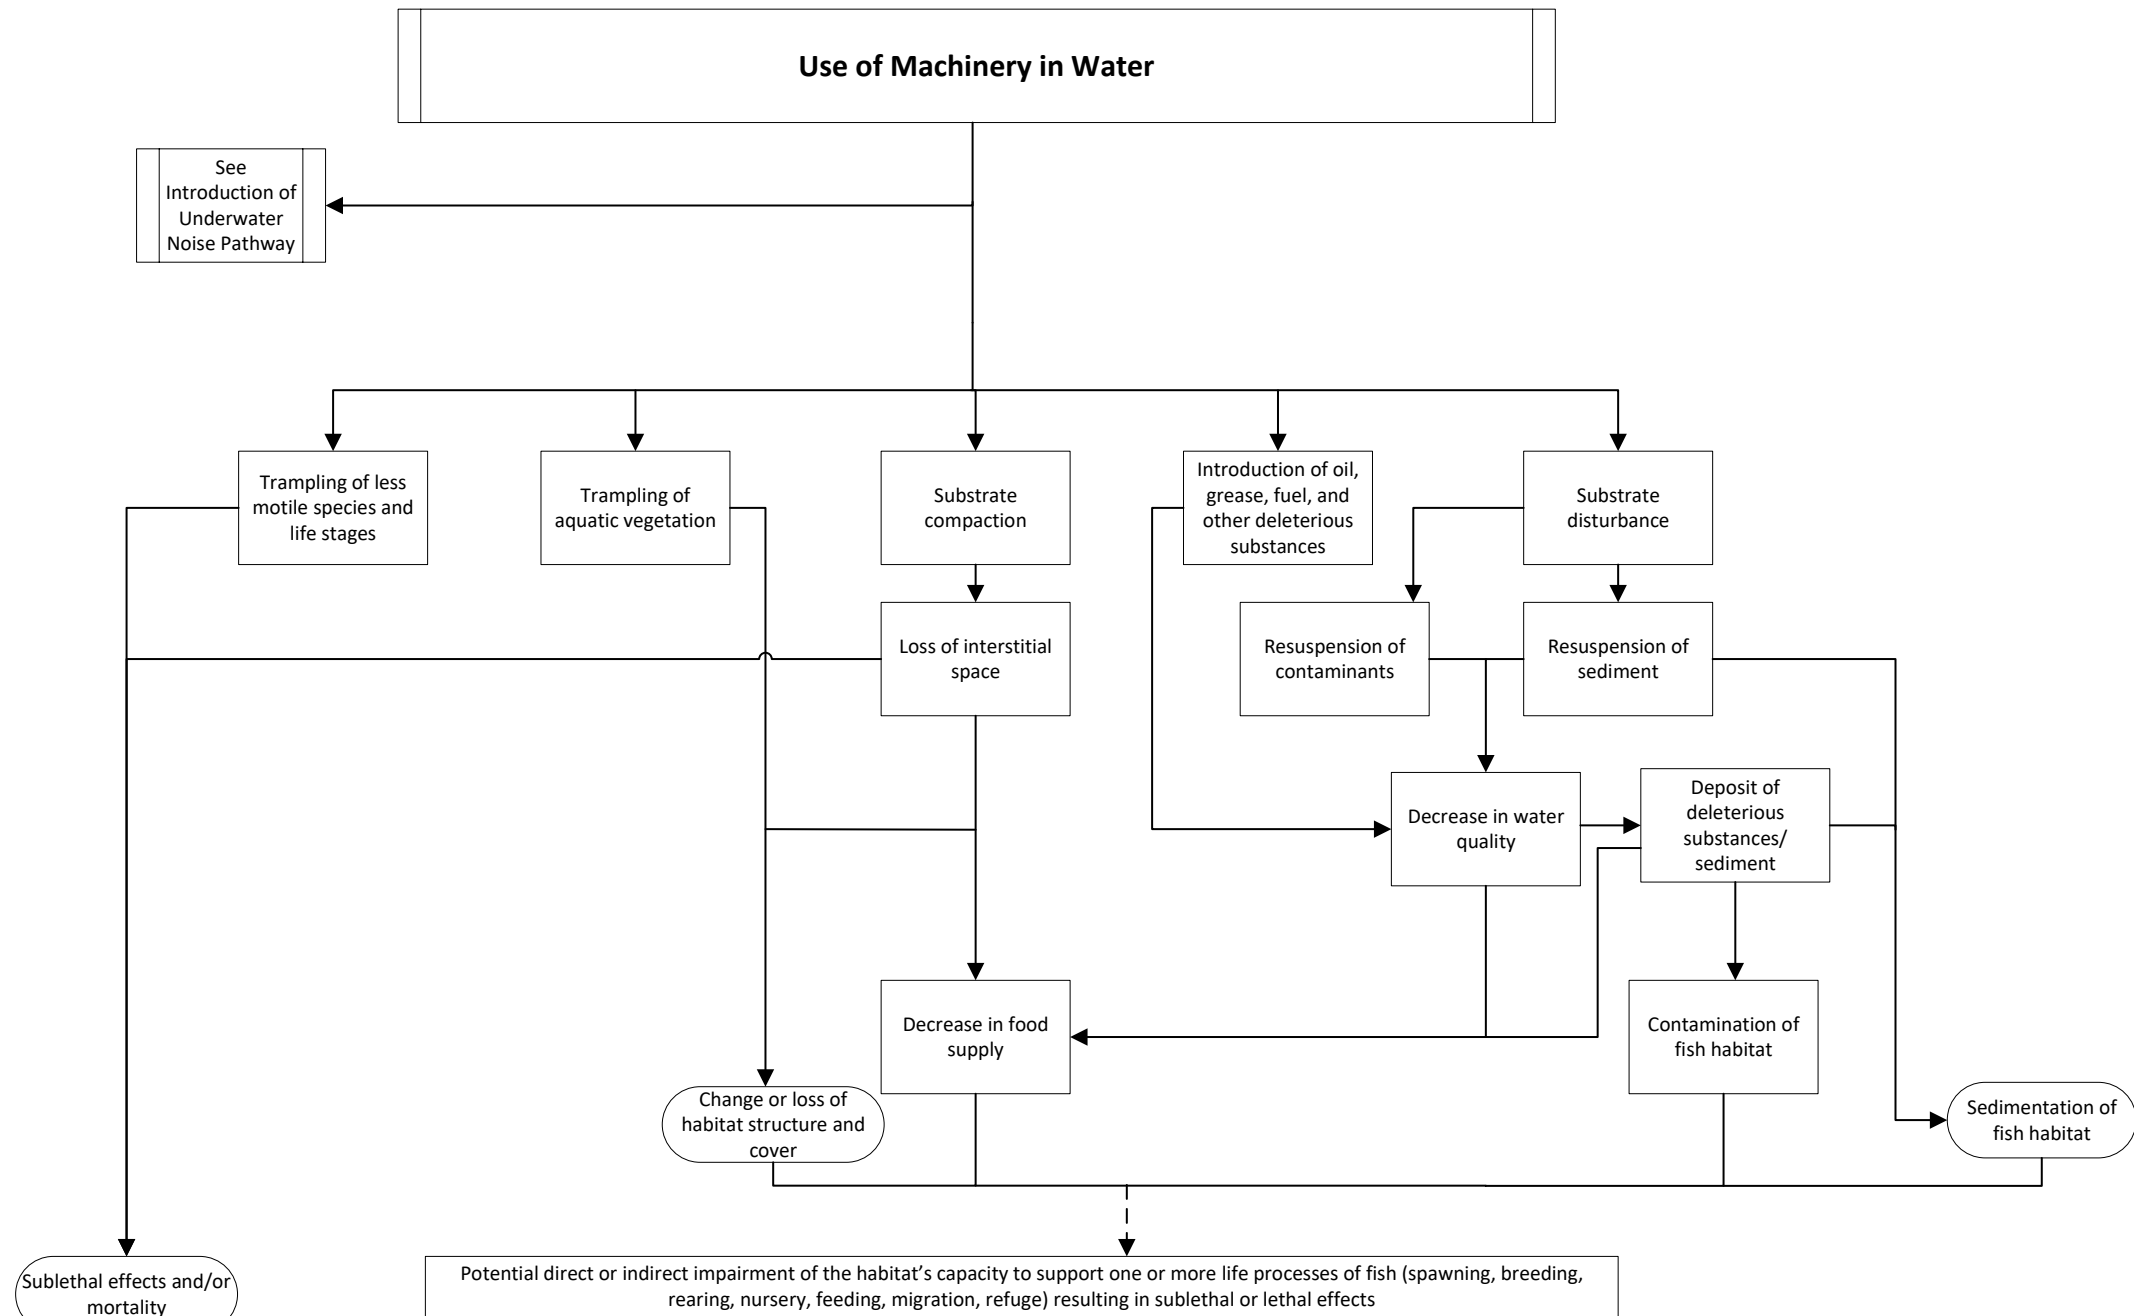 Use of Machinery in Water
See
Introduction of
Underwater
Noise Pathway
Trampling of less
motile species and
life stages
Trampling of
aquatic vegetation
Substrate
compaction
Introduction of oil,
grease, fuel, and
other deleterious
substances
Substrate
disturbance
Loss of interstitial
space
Resuspension of
contaminants
Resuspension of
sediment
Decrease in water
quality
Deposit of
deleterious
substances/
sediment
Decrease in food
supply
Contamination of
fish habitat
Change or loss of
habitat structure and
cover
Sedimentation of
fish habitat
Sublethal effects and/or
mortality
Potential direct or indirect impairment of the habitat’s capacity to support one or more life processes of fish (spawning, breeding,
rearing, nursery, feeding, migration, refuge) resulting in sublethal or lethal effects